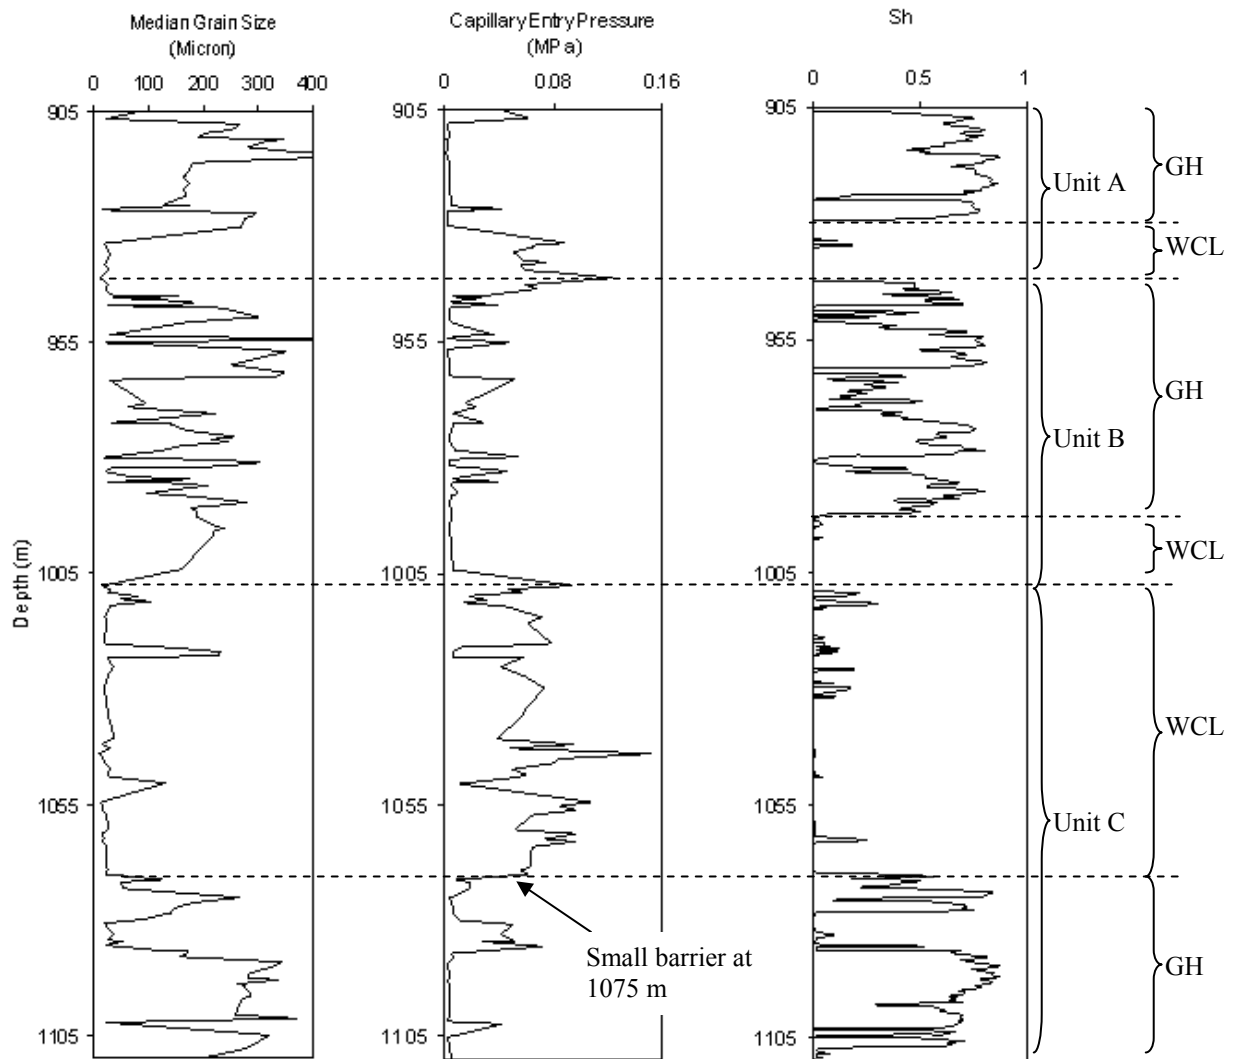 Median Grain Size
(Micron)
0 100 200 300 400
Capillary Entry Pressure
(MPa)
0 0.08 0.16
Sh
0 0.5 1
905
955
1005
1055
1105
Depth (m)
905
955
1005
1055
1105
905
955
1005
1055
1105
Small barrier at
1075 m
Unit A
Unit B
Unit C
GH
WCL
GH
WCL
WCL
GH